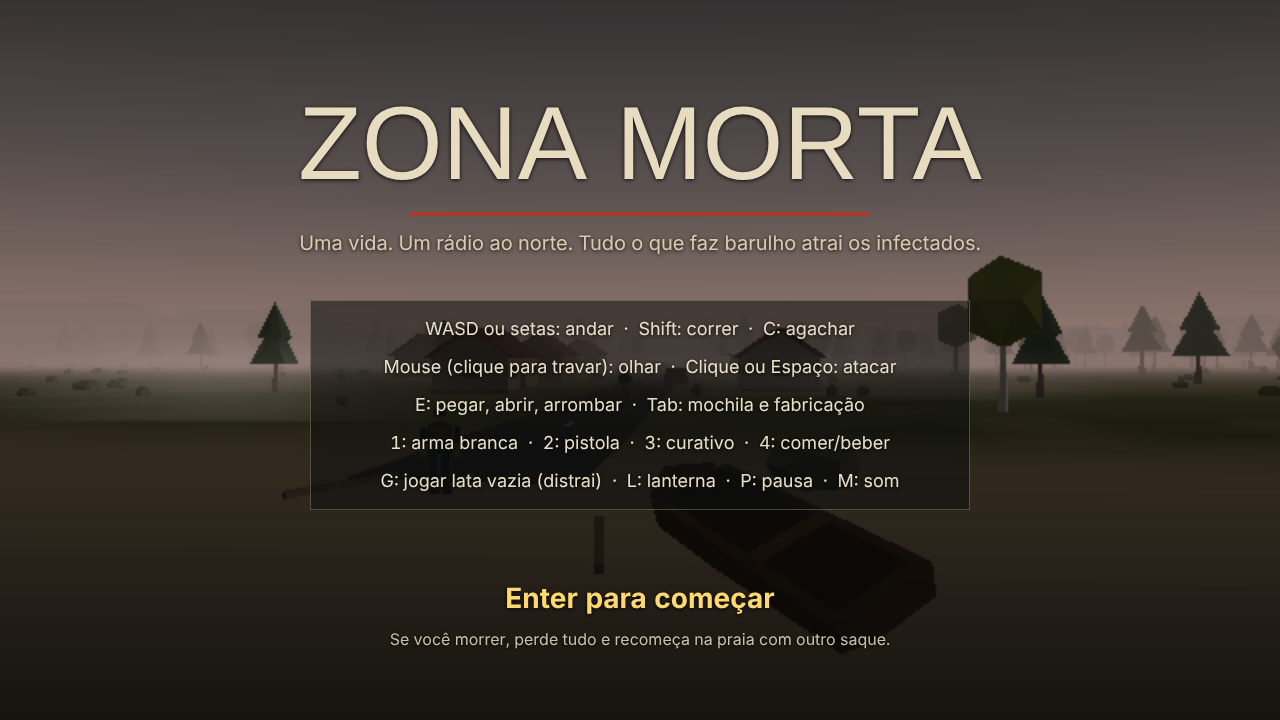 ZONA MORTA
Uma vida. Um rádio ao norte. Tudo o que faz barulho atrai os infectados.
WASD ou setas: andar · Shift: correr · C: agachar
Mouse (clique para travar): olhar · Clique ou Espaço: atacar
E: pegar, abrir, arrombar · Tab: mochila e fabricação
1: arma branca · 2: pistola · 3: curativo · 4: comer/beber
G: jogar lata vazia (distrai) · L: lanterna · P: pausa · M: som
Enter para começar
Se você morrer, perde tudo e recomeça na praia com outro saque.